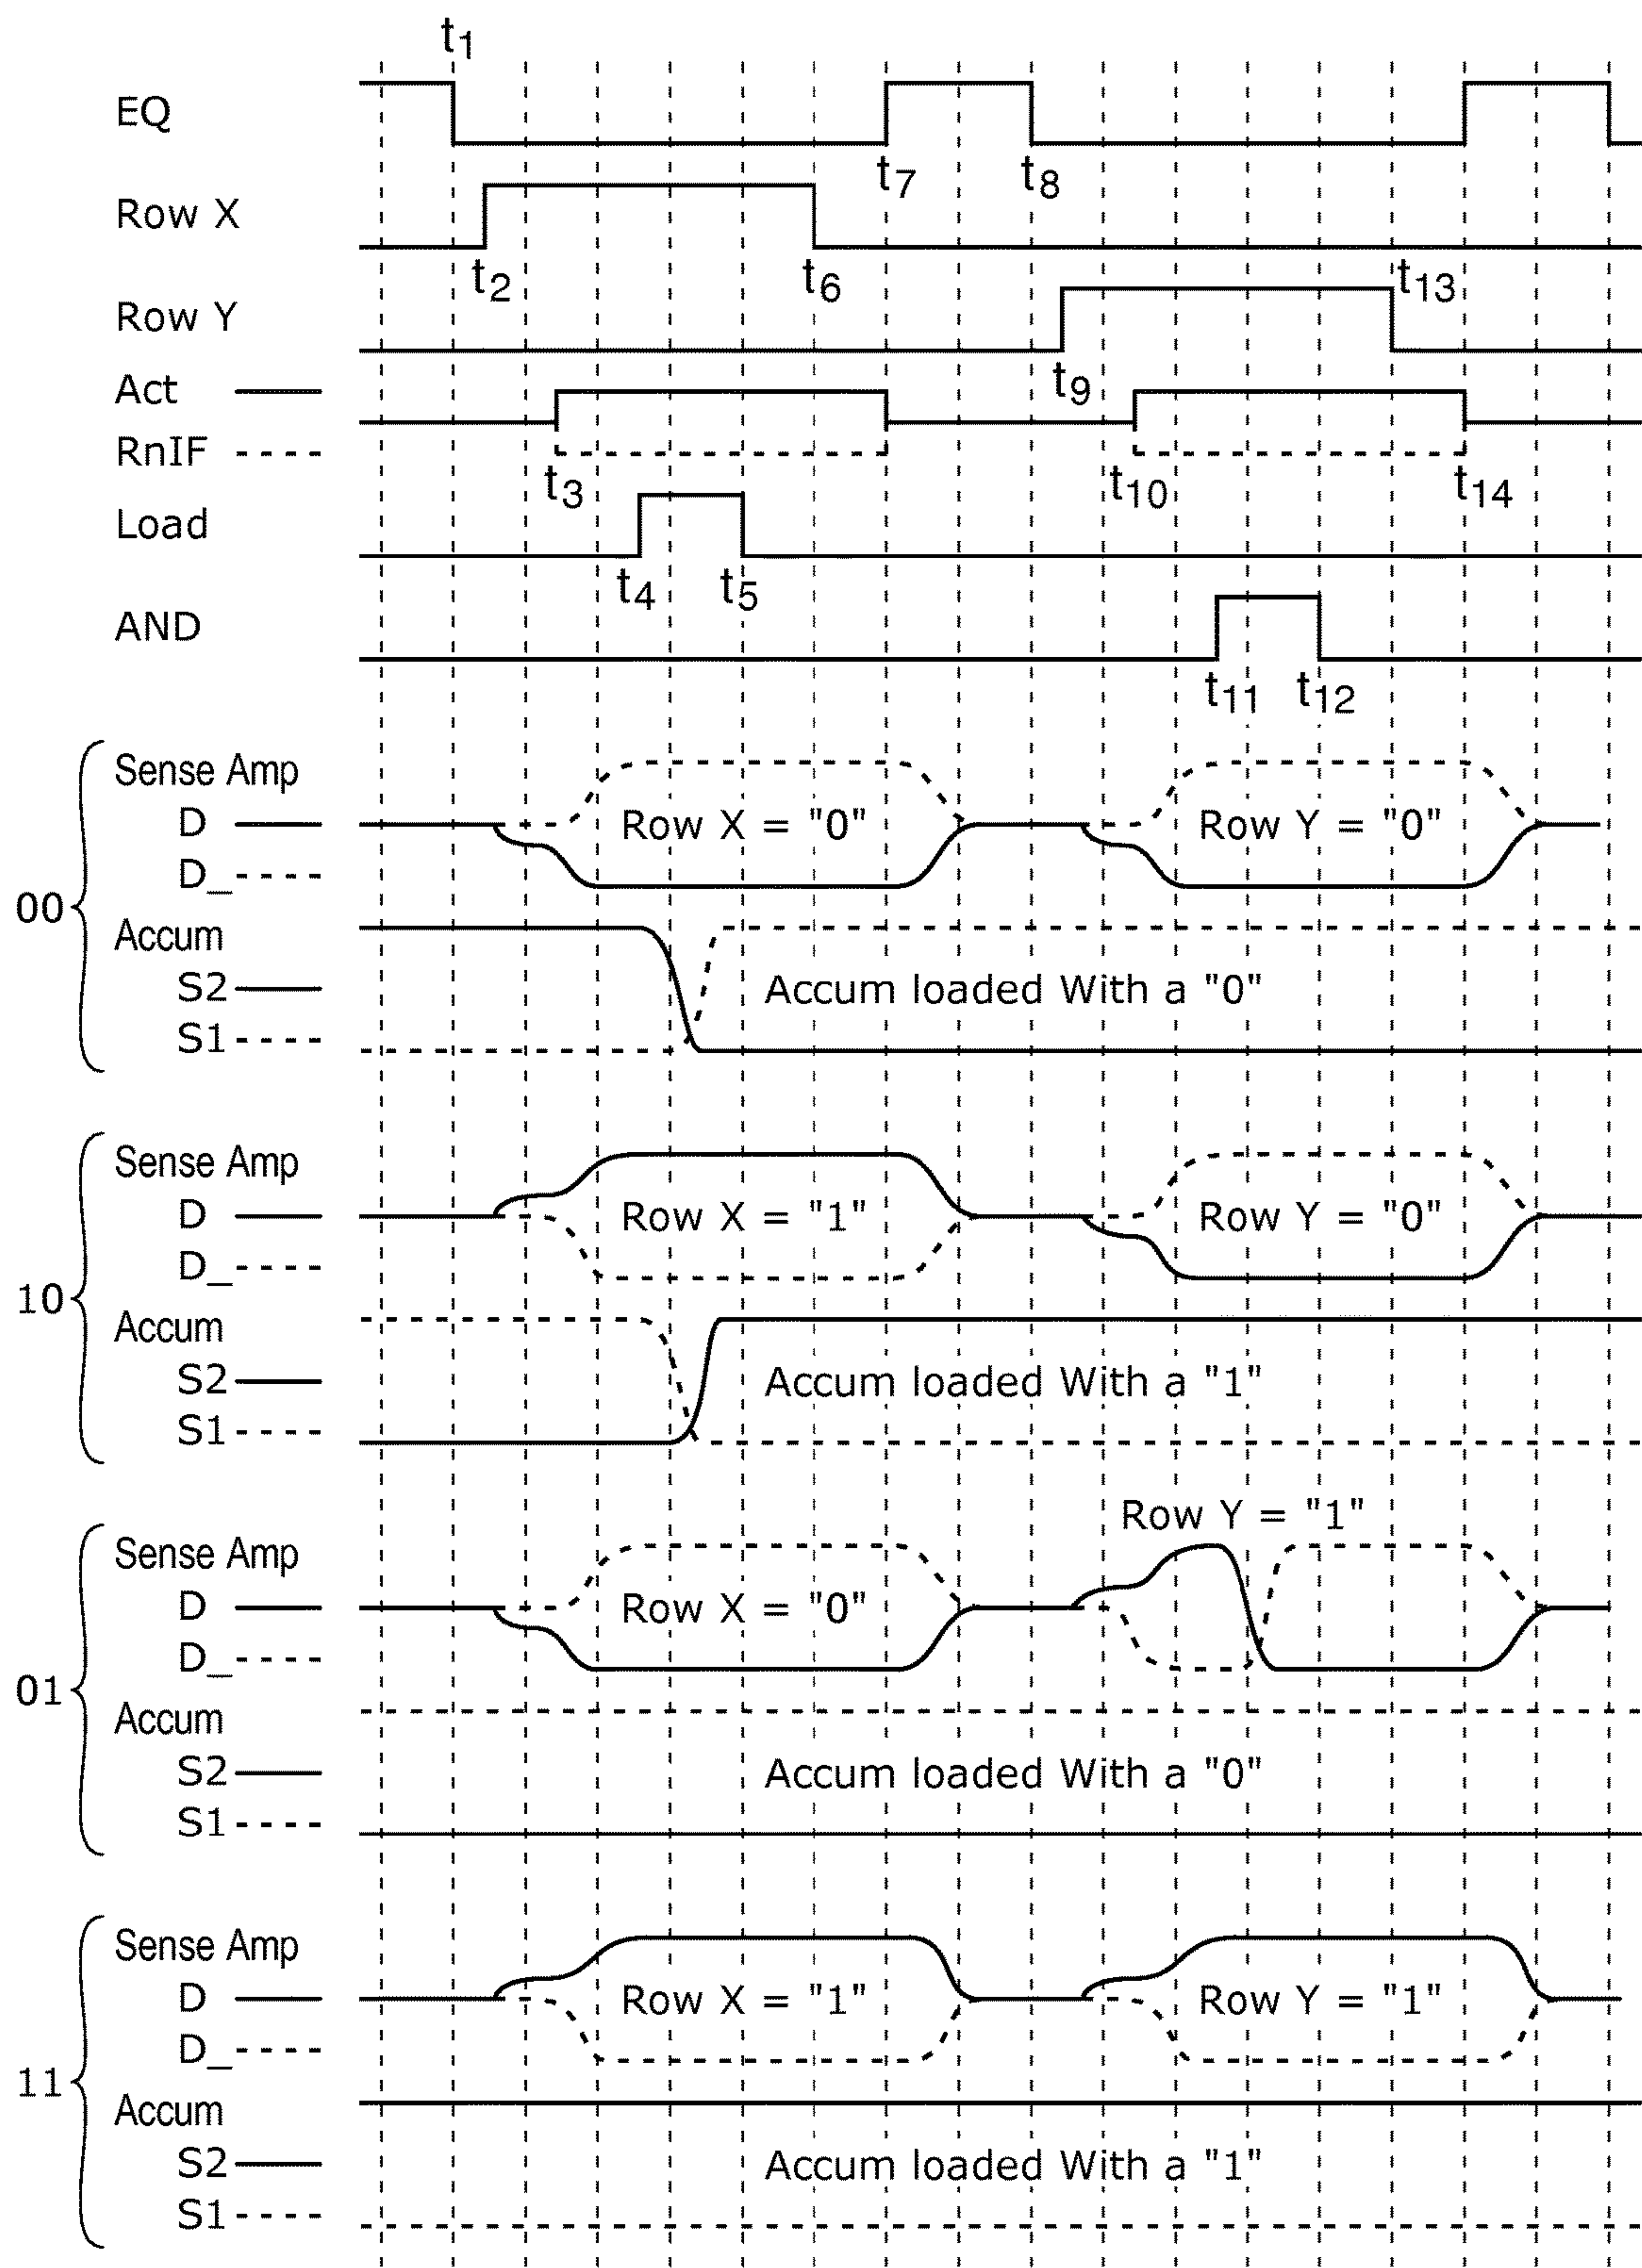 t1
EQ
t7 t8
Row X
t2 t6 t13
Row Y
t9
Act
RnIF
t3 t10 t14
Load
t4 t5
AND
t11 t12
00
Sense Amp
D Row X = "0" Row Y = "0"
D_
Accum
S2 Accum loaded With a "0"
S1
10
Sense Amp
D Row X = "1" Row Y = "0"
D_
Accum
S2 Accum loaded With a "1"
S1
01
Row Y = "1"
Sense Amp
D Row X = "0"
D_
Accum
S2 Accum loaded With a "0"
S1
11
Sense Amp
D Row X = "1" Row Y = "1"
D_
Accum
S2 Accum loaded With a "1"
S1